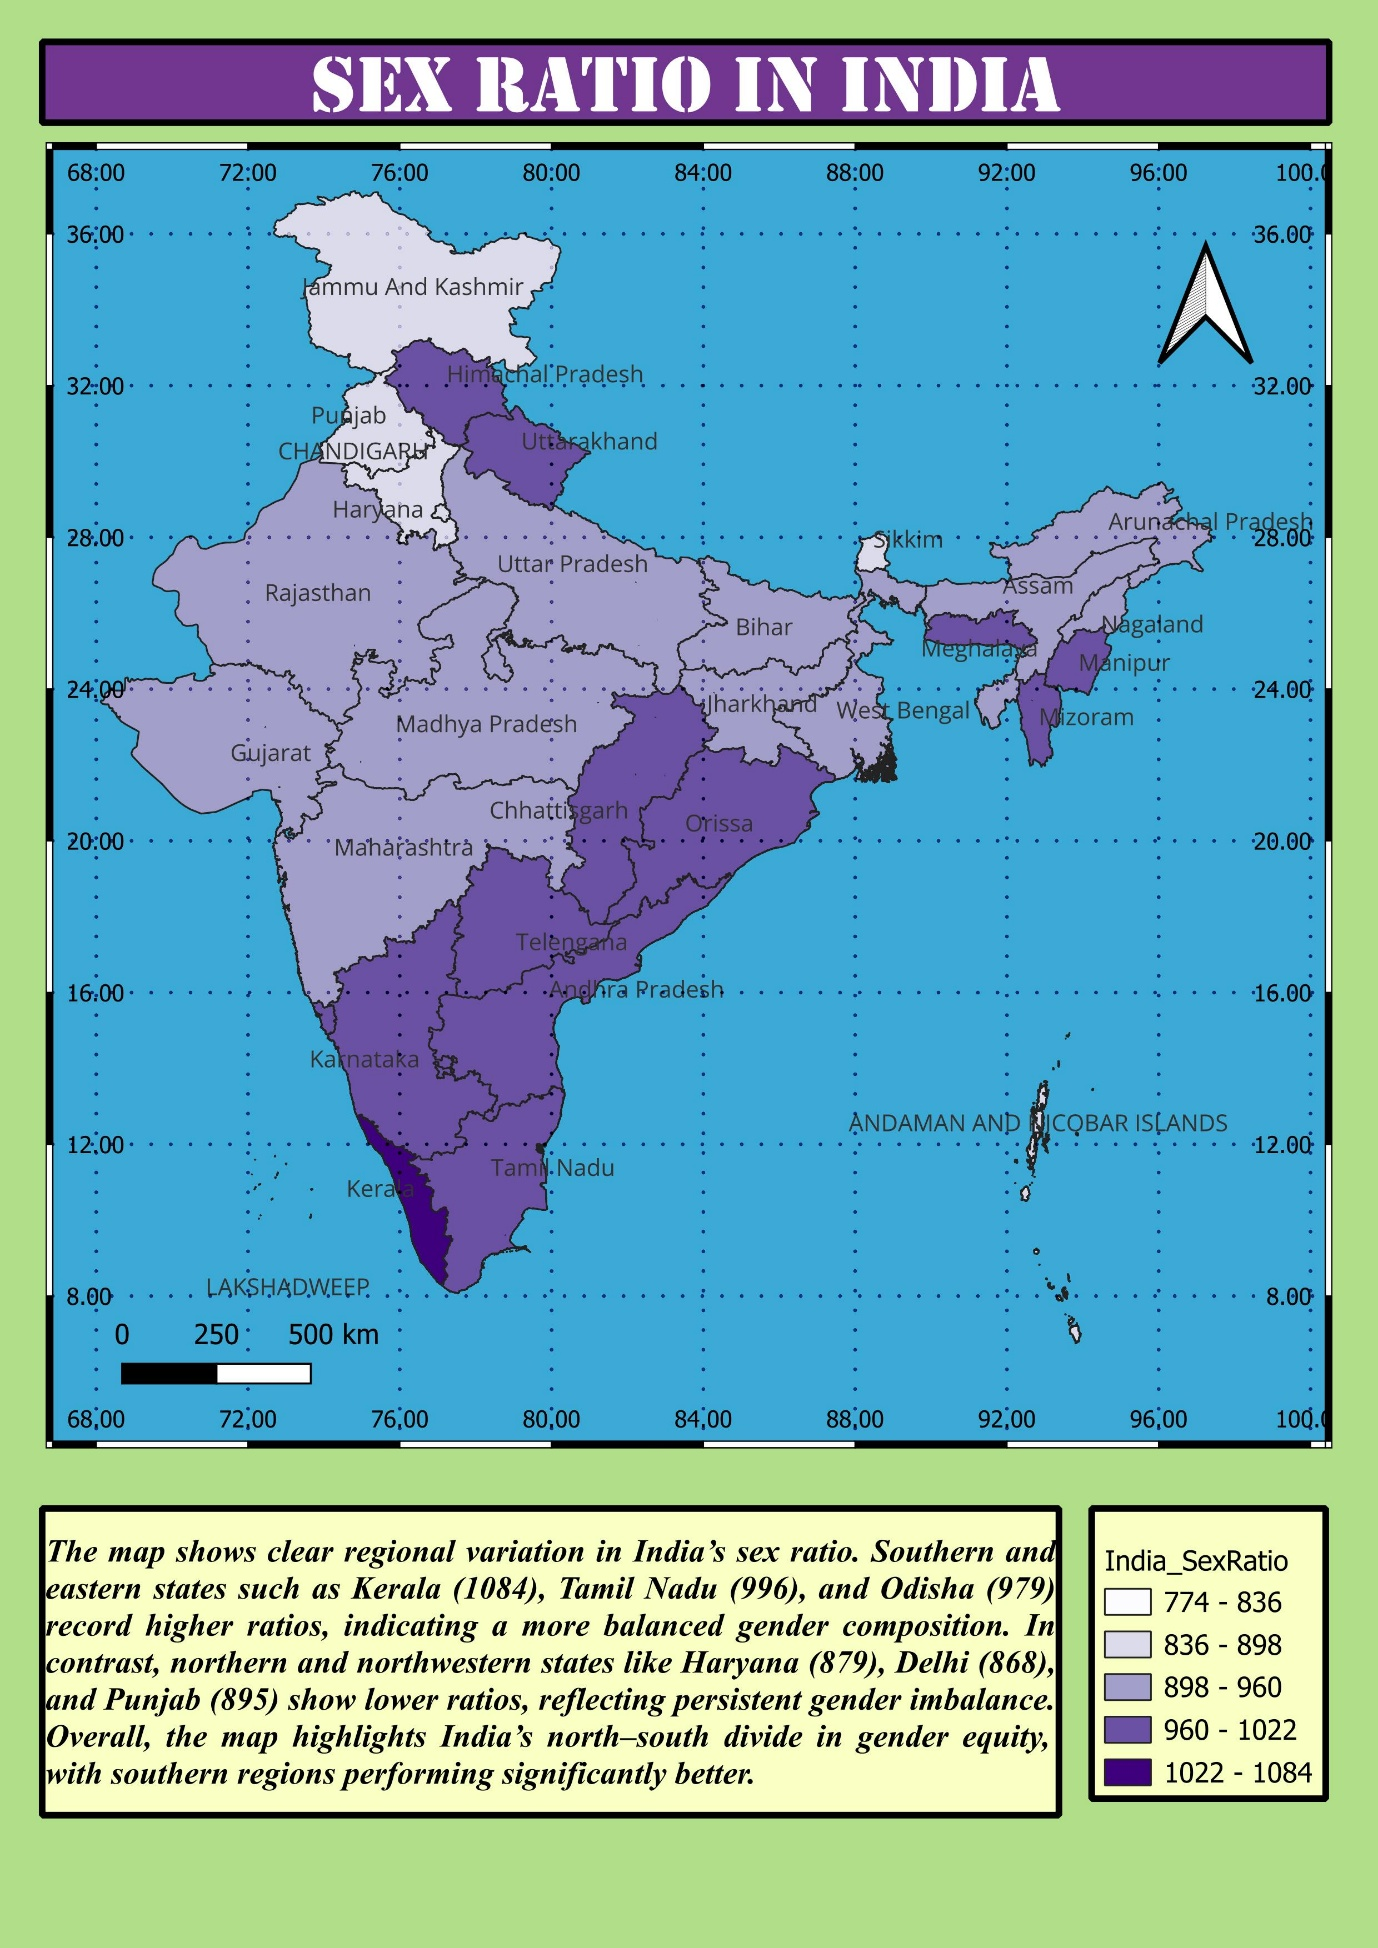 SEX RATIO IN INDIA
68.00 72.00 76.00 80.00 84.00 88.00 92.00 96.00 100.0
36.00 36.00
Jammu And Kashmir
32.00 Himachal Pradesh 32.00
Punjab
Uttarakhand
CHANDIGARH
Haryana
Arunachal Pradesh
28.00 Sikkim 28.00
Uttar Pradesh
Rajasthan Assam
Bihar Nagaland
Meghalaya
Manipur
24.00 24.00
Jharkhand West Bengal
Madhya Pradesh Mizoram
Gujarat
Chhattisgarh
Orissa
20.00 Maharashtra 20.00
Telengana
16.00 Andhra Pradesh 16.00
Karnataka
ANDAMAN AND NICOBAR ISLANDS
12.00 12.00
Tamil Nadu
Kerala
LAKSHADWEEP
8.00 8.00
0 250 500 km
68.00 72.00 76.00 80.00 84.00 88.00 92.00 96.00 100.0
The map shows clear regional variation in India’s sex ratio. Southern and
eastern states such as Kerala (1084), Tamil Nadu (996), and Odisha (979)
record higher ratios, indicating a more balanced gender composition. In
contrast, northern and northwestern states like Haryana (879), Delhi (868),
and Punjab (895) show lower ratios, reflecting persistent gender imbalance.
Overall, the map highlights India’s north–south divide in gender equity,
with southern regions performing significantly better.
India_SexRatio
774 - 836
836 - 898
898 - 960
960 - 1022
1022 - 1084